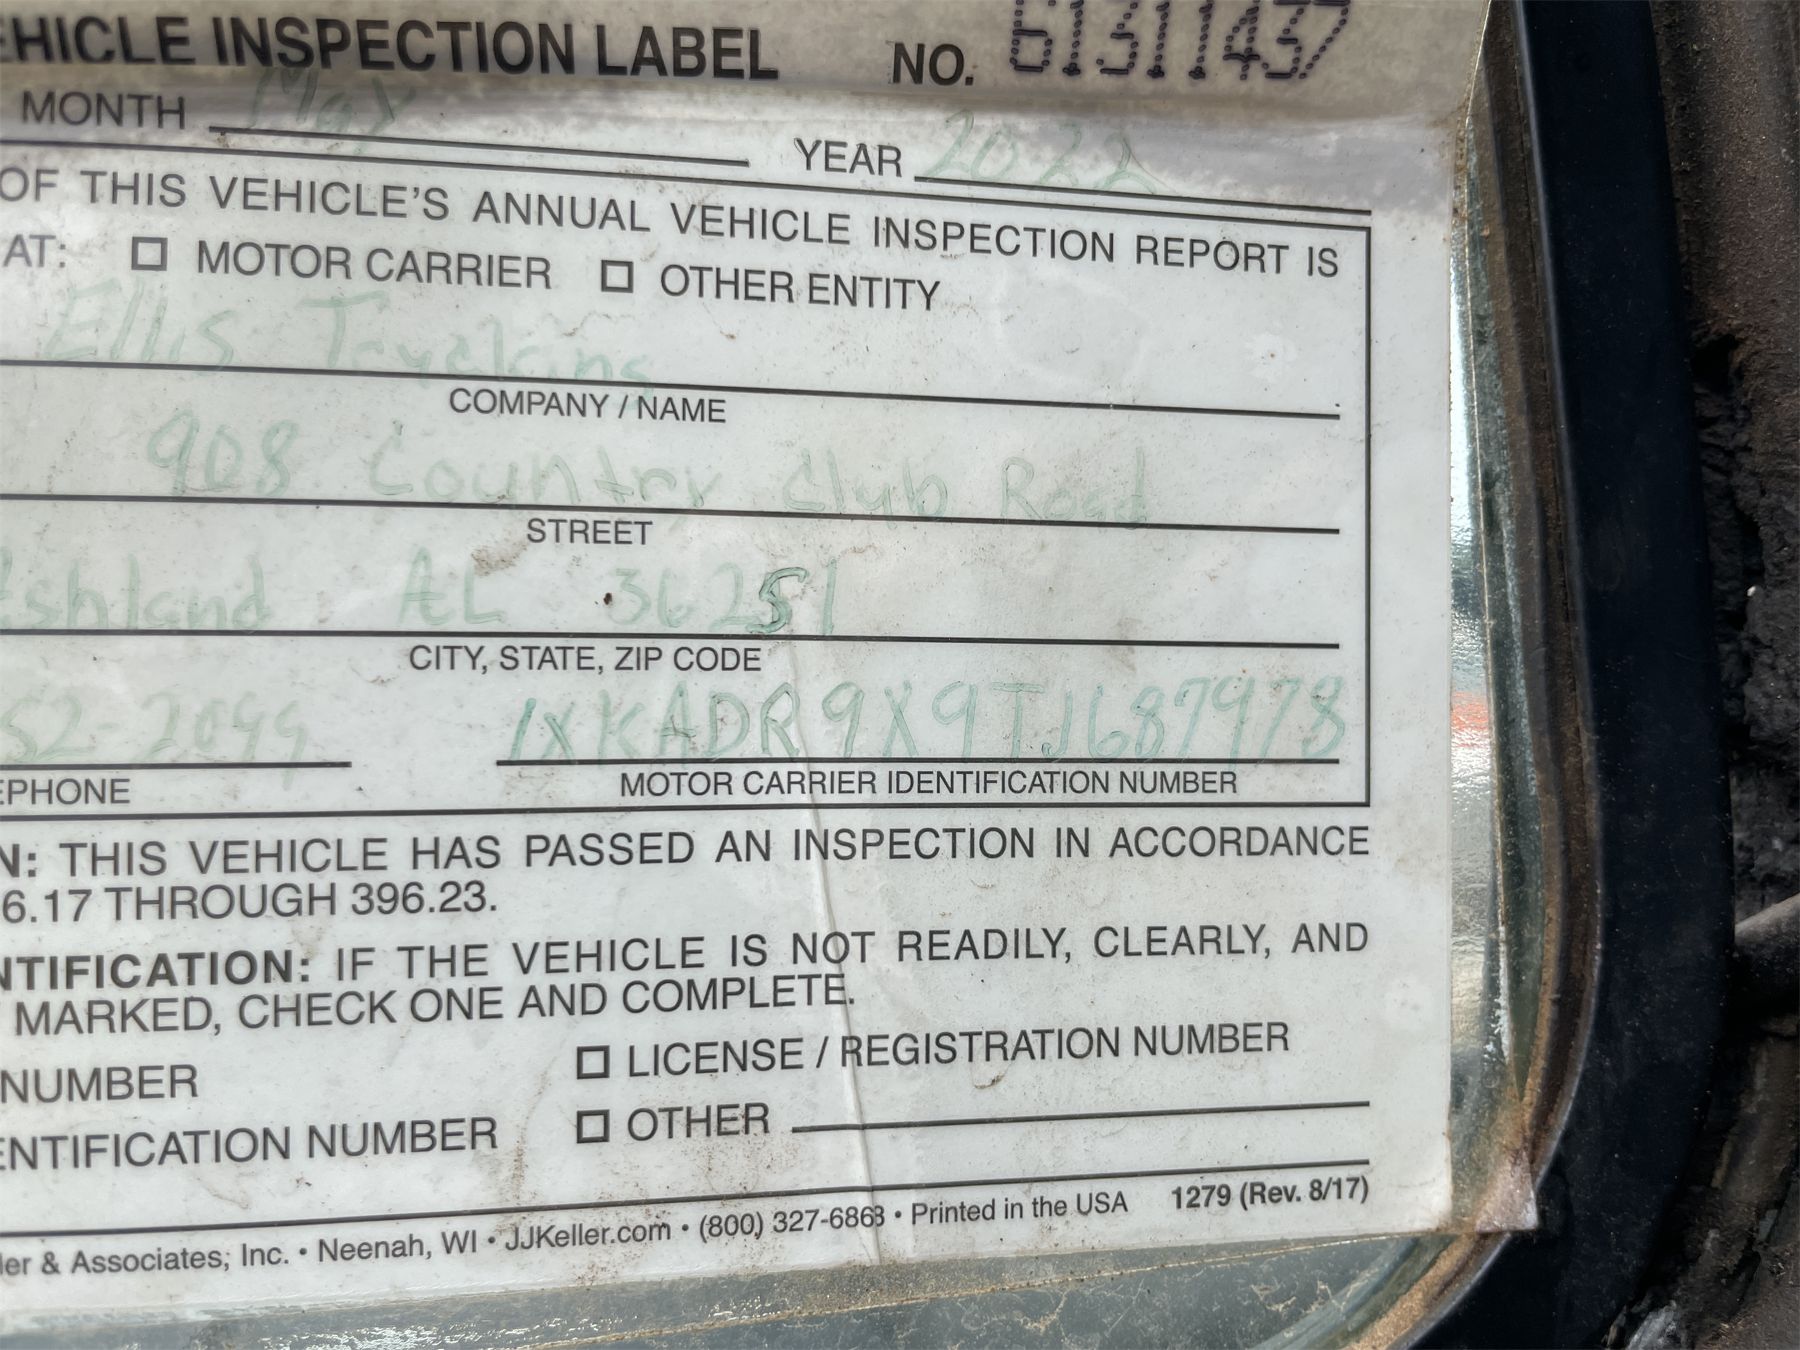 EHICLE INSPECTION LABEL NO. 61311437
MONTH May YEAR 2022
OF THIS VEHICLE'S ANNUAL VEHICLE INSPECTION REPORT IS
AT: MOTOR CARRIER OTHER ENTITY
Ellis Trucking
COMPANY / NAME
908 Country Club Road
STREET
Ashland AL 36251
CITY, STATE, ZIP CODE
52-2099 1XKADR9X9TJ687978
EPHONE MOTOR CARRIER IDENTIFICATION NUMBER
N: THIS VEHICLE HAS PASSED AN INSPECTION IN ACCORDANCE
6.17 THROUGH 396.23.
NTIFICATION: IF THE VEHICLE IS NOT READILY, CLEARLY, AND
MARKED, CHECK ONE AND COMPLETE.
NUMBER LICENSE / REGISTRATION NUMBER
ENTIFICATION NUMBER OTHER
ler & Associates, Inc. • Neenah, WI • JJKeller.com • (800) 327-6868 • Printed in the USA 1279 (Rev. 8/17)